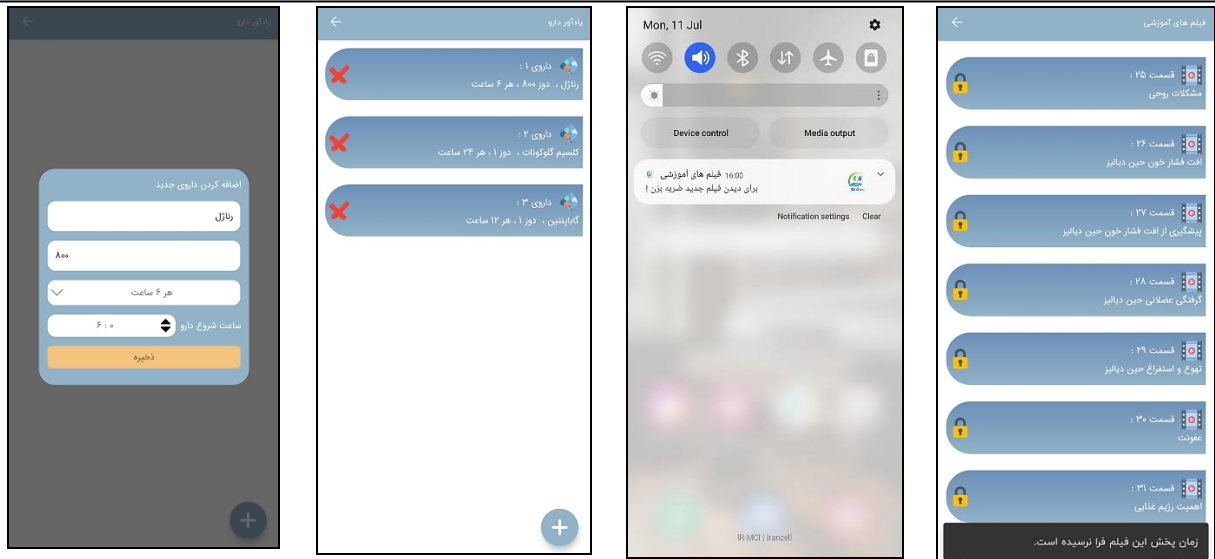 یادآور دارو
اضافه کردن داروی جدید
رناژل
۸۰۰
هر ۶ ساعت
ساعت شروع دارو
۶ : ۰
ذخیره
یادآور دارو
داروی ۱ :
رناژل ، دوز ۸۰۰ ، هر ۶ ساعت
داروی ۲ :
کلسیم گلوکونات ، دوز ۱ ، هر ۲۴ ساعت
داروی ۳ :
گاباپنتین ، دوز ۱ ، هر ۱۲ ساعت
Mon, 11 Jul
Device control
Media output
فیلم های آموزشی 16:00
برای دیدن فیلم جدید ضربه بزن !
Notification settings Clear
IR-MCI | Irancell
فیلم های آموزشی
قسمت ۲۵ :
مشکلات روحی
قسمت ۲۶ :
افت فشار خون حین دیالیز
قسمت ۲۷ :
پیشگیری از افت فشار خون حین دیالیز
قسمت ۲۸ :
گرفتگی عضلانی حین دیالیز
قسمت ۲۹ :
تهوع و استفراغ حین دیالیز
قسمت ۳۰ :
عفونت
قسمت ۳۱ :
اهمیت رژیم غذایی
زمان پخش این فیلم فرا نرسیده است.